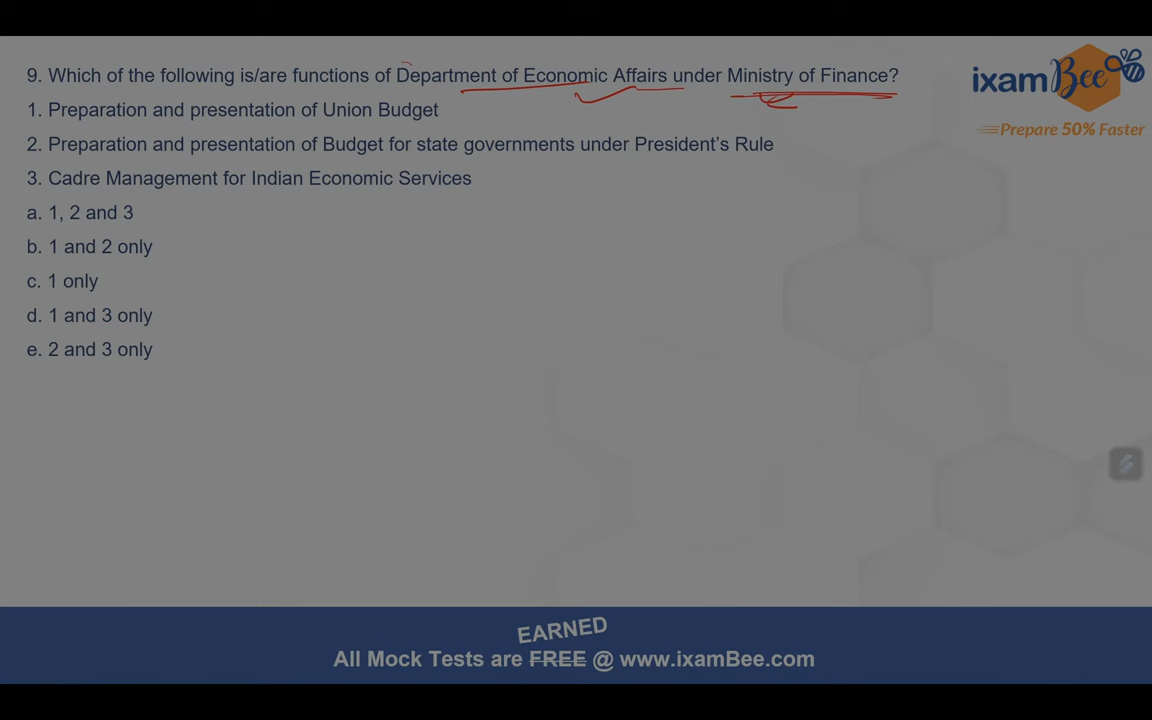 9. Which of the following is/are functions of Department of Economic Affairs under Ministry of Finance?
1. Preparation and presentation of Union Budget
2. Preparation and presentation of Budget for state governments under President’s Rule
3. Cadre Management for Indian Economic Services
a. 1, 2 and 3
b. 1 and 2 only
c. 1 only
d. 1 and 3 only
e. 2 and 3 only
ixamBee
Prepare 50% Faster
EARNED
All Mock Tests are FREE @ www.ixamBee.com